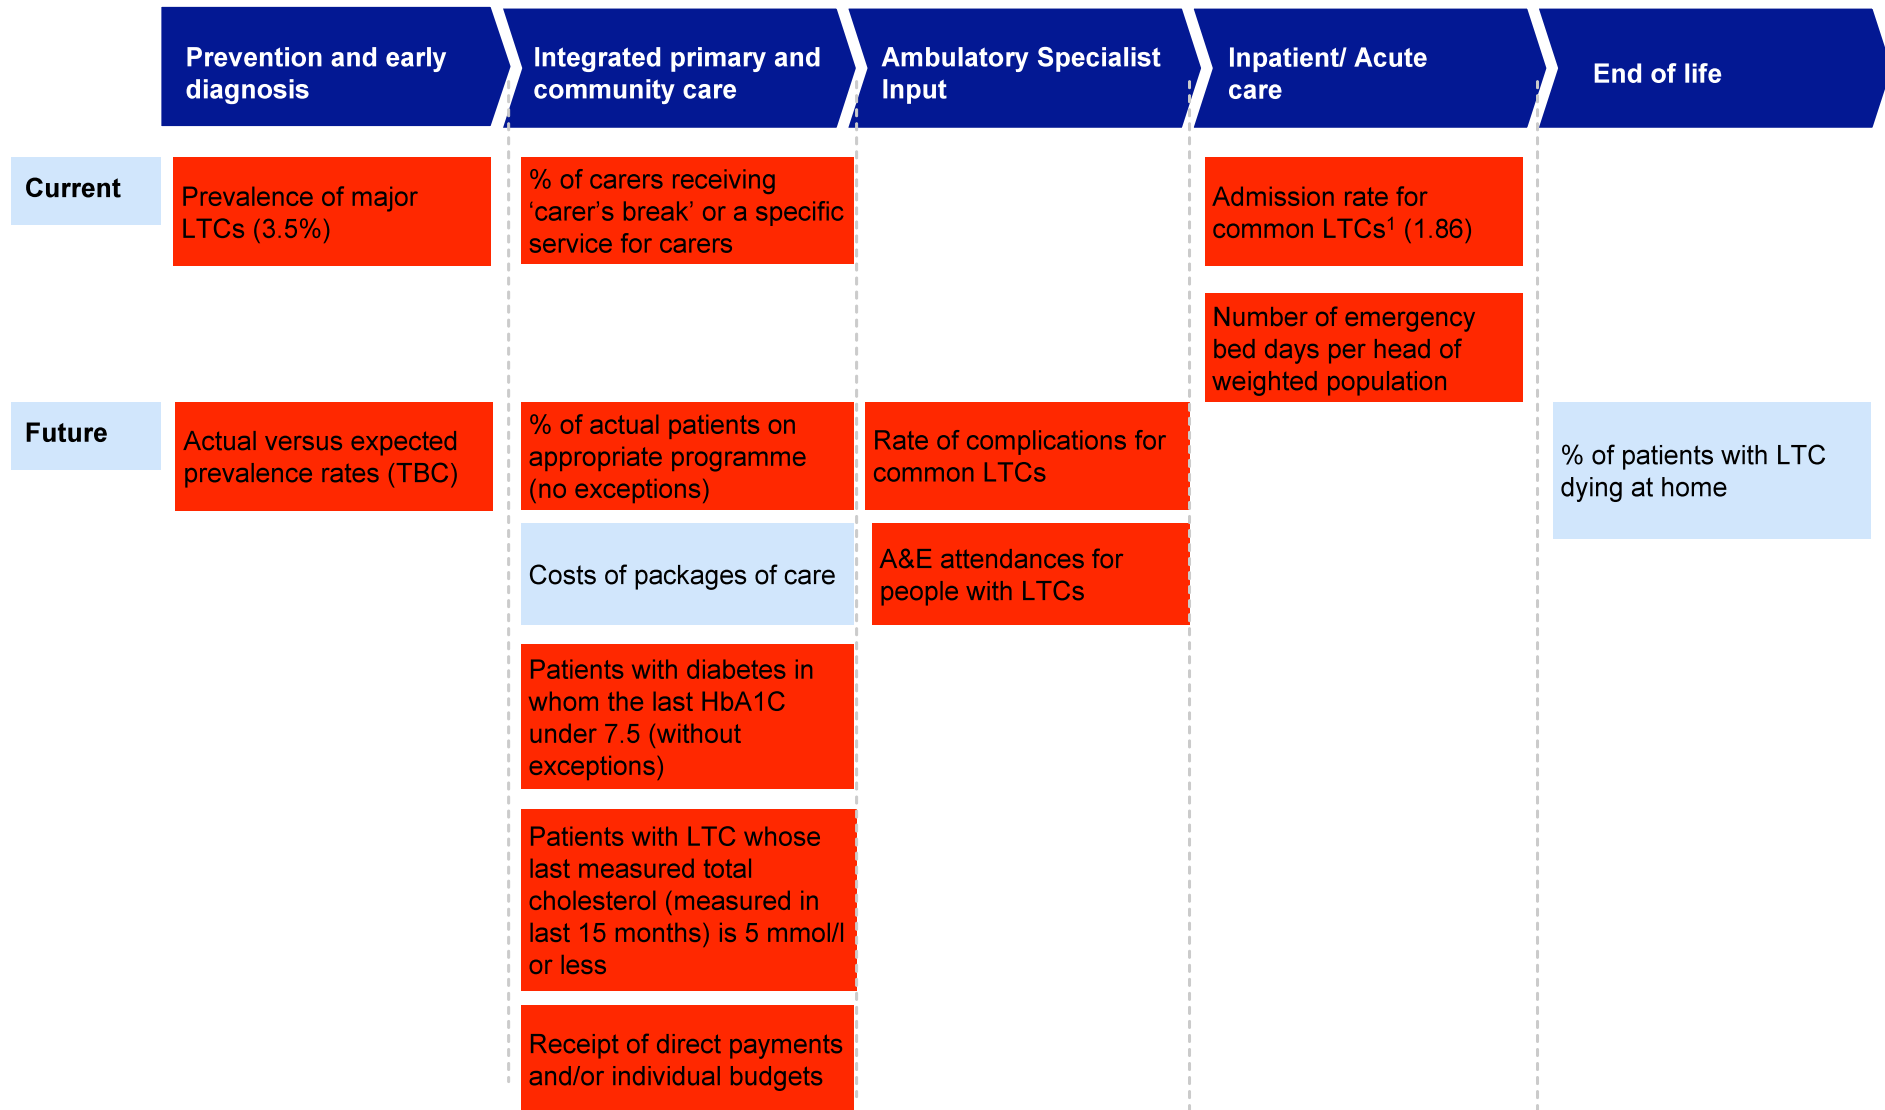 Prevention and early
diagnosis
Integrated primary and
community care
Ambulatory Specialist
Input
Inpatient/ Acute
care
End of life
Current
Prevalence of major
LTCs (3.5%)
% of carers receiving
‘carer’s break’ or a specific
service for carers
Admission rate for
common LTCs¹ (1.86)
Number of emergency
bed days per head of
weighted population
Future
Actual versus expected
prevalence rates (TBC)
% of actual patients on
appropriate programme
(no exceptions)
Rate of complications for
common LTCs
% of patients with LTC
dying at home
Costs of packages of care
A&E attendances for
people with LTCs
Patients with diabetes in
whom the last HbA1C
under 7.5 (without
exceptions)
Patients with LTC whose
last measured total
cholesterol (measured in
last 15 months) is 5 mmol/l
or less
Receipt of direct payments
and/or individual budgets